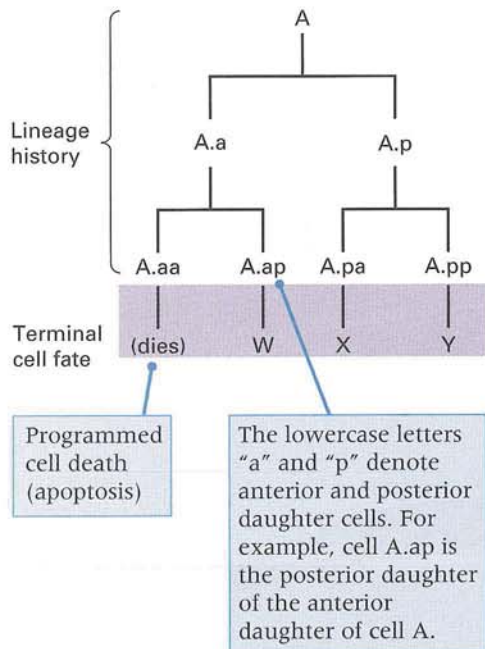 A
Lineage
history
A.a A.p
A.aa A.ap A.pa A.pp
Terminal
cell fate
(dies) W X Y
Programmed
cell death
(apoptosis)
The lowercase letters
“a” and “p” denote
anterior and posterior
daughter cells. For
example, cell A.ap is
the posterior daughter
of the anterior
daughter of cell A.